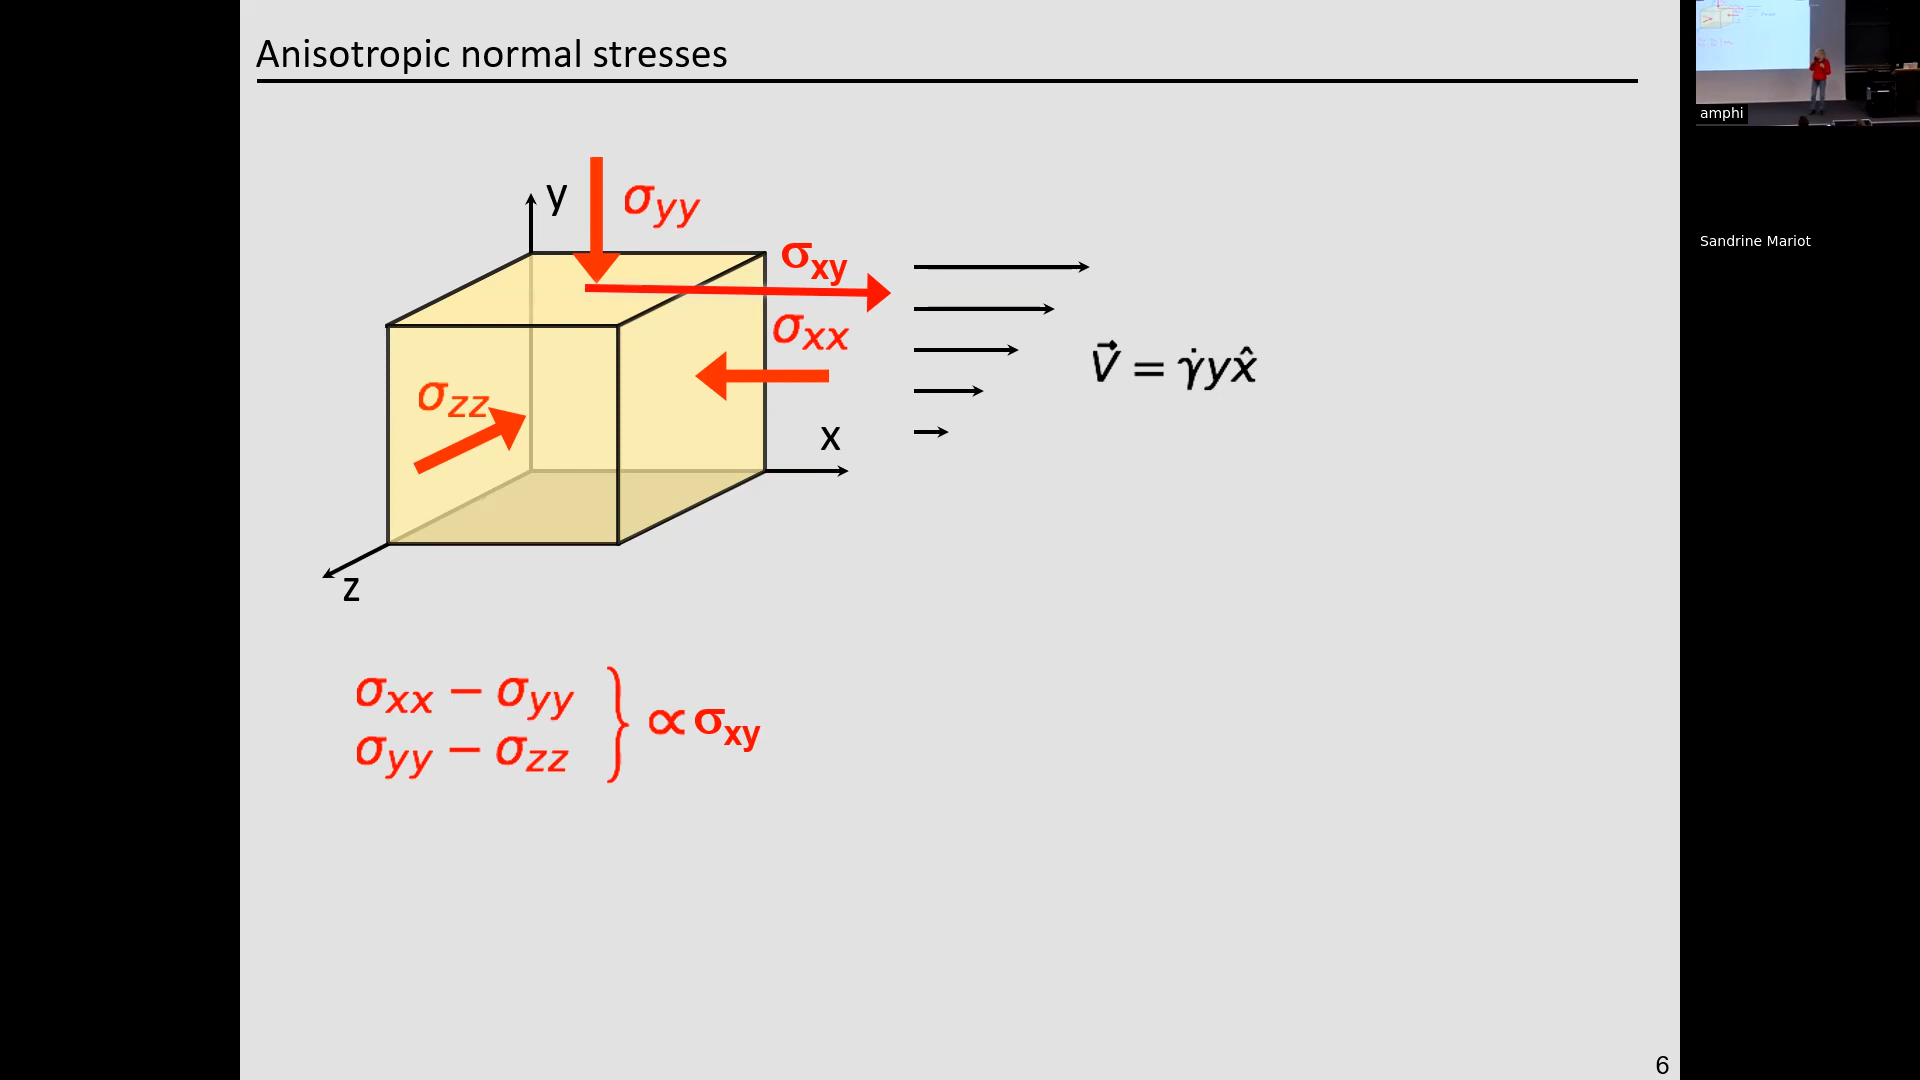 Anisotropic normal stresses
y
σyy
σxy
σxx
σzz
V⃗ = γ̇yx̂
x
z
σxx − σyy
σyy − σzz
} ∝ σxy
6
amphi
Sandrine Mariot